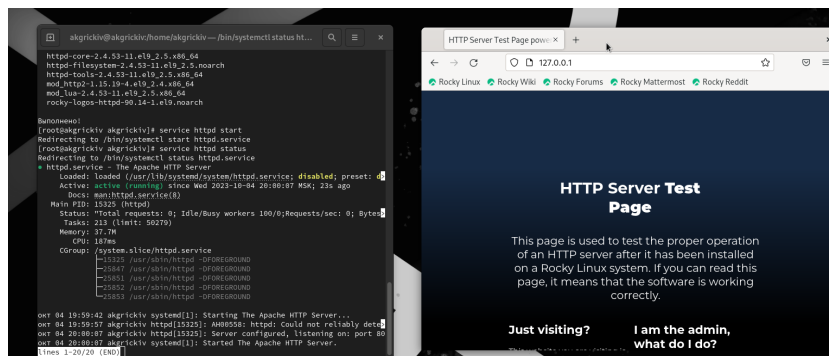 akgrickiv@akgrickiv:/home/akgrickiv — /bin/systemctl status ht...
httpd-core-2.4.53-11.el9_2.5.x86_64
httpd-filesystem-2.4.53-11.el9_2.5.noarch
httpd-tools-2.4.53-11.el9_2.5.x86_64
mod_http2-1.15.19-4.el9_2.4.x86_64
mod_lua-2.4.53-11.el9_2.5.x86_64
rocky-logos-httpd-90.14-1.el9.noarch
Выполнено!
[root@akgrickiv akgrickiv]# service httpd start
Redirecting to /bin/systemctl start httpd.service
[root@akgrickiv akgrickiv]# service httpd status
Redirecting to /bin/systemctl status httpd.service
● httpd.service - The Apache HTTP Server
Loaded: loaded (/usr/lib/systemd/system/httpd.service; disabled; preset: d>
Active: active (running) since Wed 2023-10-04 20:00:07 MSK; 23s ago
Docs: man:httpd.service(8)
Main PID: 15325 (httpd)
Status: "Total requests: 0; Idle/Busy workers 100/0;Requests/sec: 0; Bytes>
Tasks: 213 (limit: 50279)
Memory: 37.7M
CPU: 187ms
CGroup: /system.slice/httpd.service
├─15325 /usr/sbin/httpd -DFOREGROUND
├─25847 /usr/sbin/httpd -DFOREGROUND
├─25851 /usr/sbin/httpd -DFOREGROUND
├─25852 /usr/sbin/httpd -DFOREGROUND
└─25853 /usr/sbin/httpd -DFOREGROUND
окт 04 19:59:42 akgrickiv systemd[1]: Starting The Apache HTTP Server...
окт 04 19:59:57 akgrickiv httpd[15325]: AH00558: httpd: Could not reliably dete>
окт 04 20:00:07 akgrickiv httpd[15325]: Server configured, listening on: port 80
окт 04 20:00:07 akgrickiv systemd[1]: Started The Apache HTTP Server.
lines 1-20/20 (END)
HTTP Server Test Page powe
127.0.0.1
Rocky Linux Rocky Wiki Rocky Forums Rocky Mattermost Rocky Reddit
HTTP Server Test
Page
This page is used to test the proper operation
of an HTTP server after it has been installed
on a Rocky Linux system. If you can read this
page, it means that the software is working
correctly.
Just visiting?
I am the admin,
what do I do?